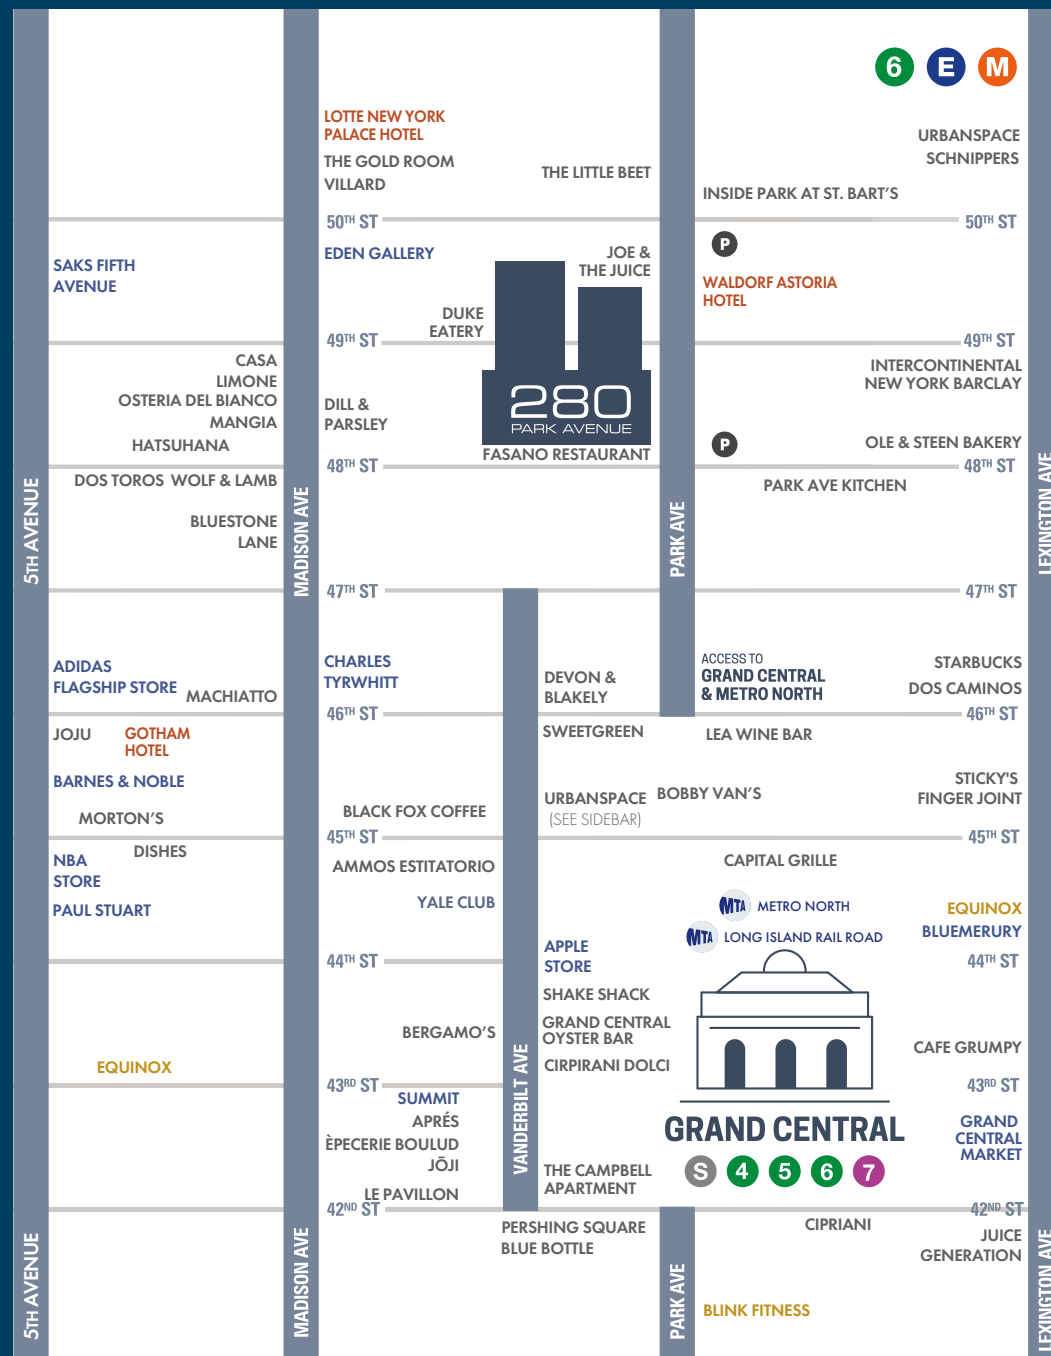 6 E M
LOTTE NEW YORK
PALACE HOTEL
THE GOLD ROOM
VILLARD
THE LITTLE BEET
URBANSPACE
SCHNIPPERS
INSIDE PARK AT ST. BART'S
50TH ST
50TH ST
SAKS FIFTH
AVENUE
EDEN GALLERY
JOE &
THE JUICE
P
WALDORF ASTORIA
HOTEL
DUKE
EATERY
49TH ST
49TH ST
CASA
LIMONE
OSTERIA DEL BIANCO
MANGIA
HATSUHANA
DILL &
PARSLEY
280
PARK AVENUE
FASANO RESTAURANT
INTERCONTINENTAL
NEW YORK BARCLAY
P
OLE & STEEN BAKERY
48TH ST
48TH ST
DOS TOROS WOLF & LAMB
PARK AVE KITCHEN
BLUESTONE
LANE
5TH AVENUE
MADISON AVE
PARK AVE
LEXINGTON AVE
47TH ST
47TH ST
ADIDAS
FLAGSHIP STORE
MACHIATTO
CHARLES
TYRWHITT
DEVON &
BLAKELY
ACCESS TO
GRAND CENTRAL
& METRO NORTH
STARBUCKS
DOS CAMINOS
46TH ST
46TH ST
JOJU
GOTHAM
HOTEL
SWEETGREEN
LEA WINE BAR
BARNES & NOBLE
MORTON'S
BLACK FOX COFFEE
URBANSPACE
(SEE SIDEBAR)
BOBBY VAN'S
STICKY'S
FINGER JOINT
45TH ST
45TH ST
DISHES
NBA
STORE
PAUL STUART
AMMOS ESTITATORIO
YALE CLUB
CAPITAL GRILLE
MTA METRO NORTH
MTA LONG ISLAND RAIL ROAD
EQUINOX
BLUEMERURY
44TH ST
44TH ST
APPLE
STORE
SHAKE SHACK
GRAND CENTRAL
OYSTER BAR
CIRPIRANI DOLCI
BERGAMO'S
CAFE GRUMPY
EQUINOX
43RD ST
43RD ST
SUMMIT
APRÉS
ÈPECERIE BOULUD
JŌJI
LE PAVILLON
VANDERBILT AVE
GRAND CENTRAL
S 4 5 6 7
GRAND
CENTRAL
MARKET
THE CAMPBELL
APARTMENT
42ND ST
42ND ST
PERSHING SQUARE
BLUE BOTTLE
CIPRIANI
JUICE
GENERATION
5TH AVENUE
MADISON AVE
PARK AVE
LEXINGTON AVE
BLINK FITNESS